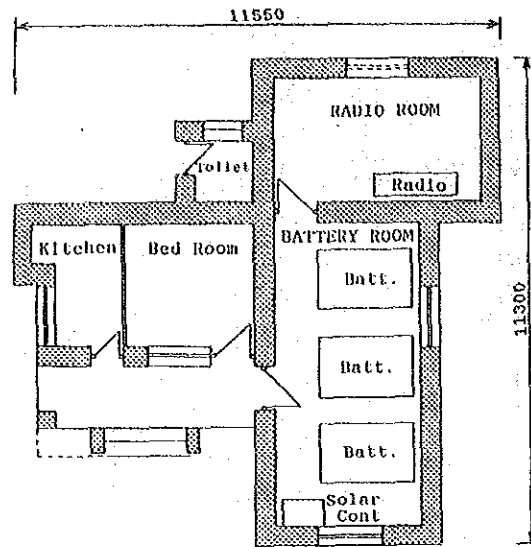 11550
RADIO ROOM
Toilet
Radio
Kitchen
Bed Room
BATTERY ROOM
Batt.
11300
Batt.
Batt.
Solar
Cont